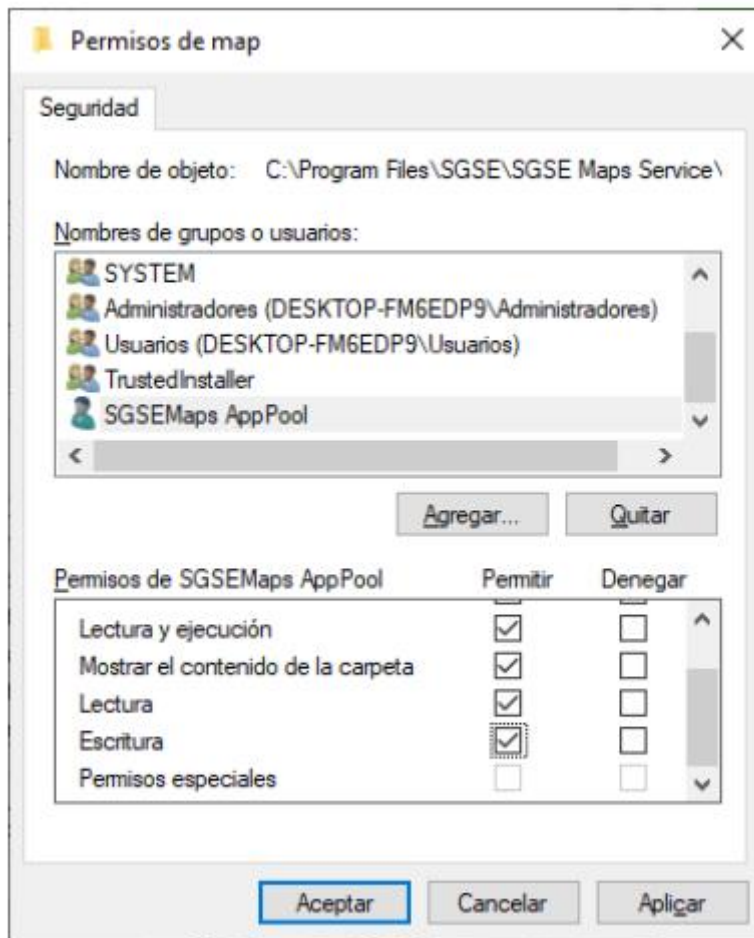 Permisos de map
Seguridad
Nombre de objeto: C:\Program Files\SGSE\SGSE Maps Service\
Nombres de grupos o usuarios:
SYSTEM
Administradores (DESKTOP-FM6EDP9\Administradores)
Usuarios (DESKTOP-FM6EDP9\Usuarios)
TrustedInstaller
SGSEMaps AppPool
Agregar... Quitar
Permisos de SGSEMaps AppPool Permitir Denegar
Lectura y ejecución
Mostrar el contenido de la carpeta
Lectura
Escritura
Permisos especiales
Aceptar Cancelar Aplicar